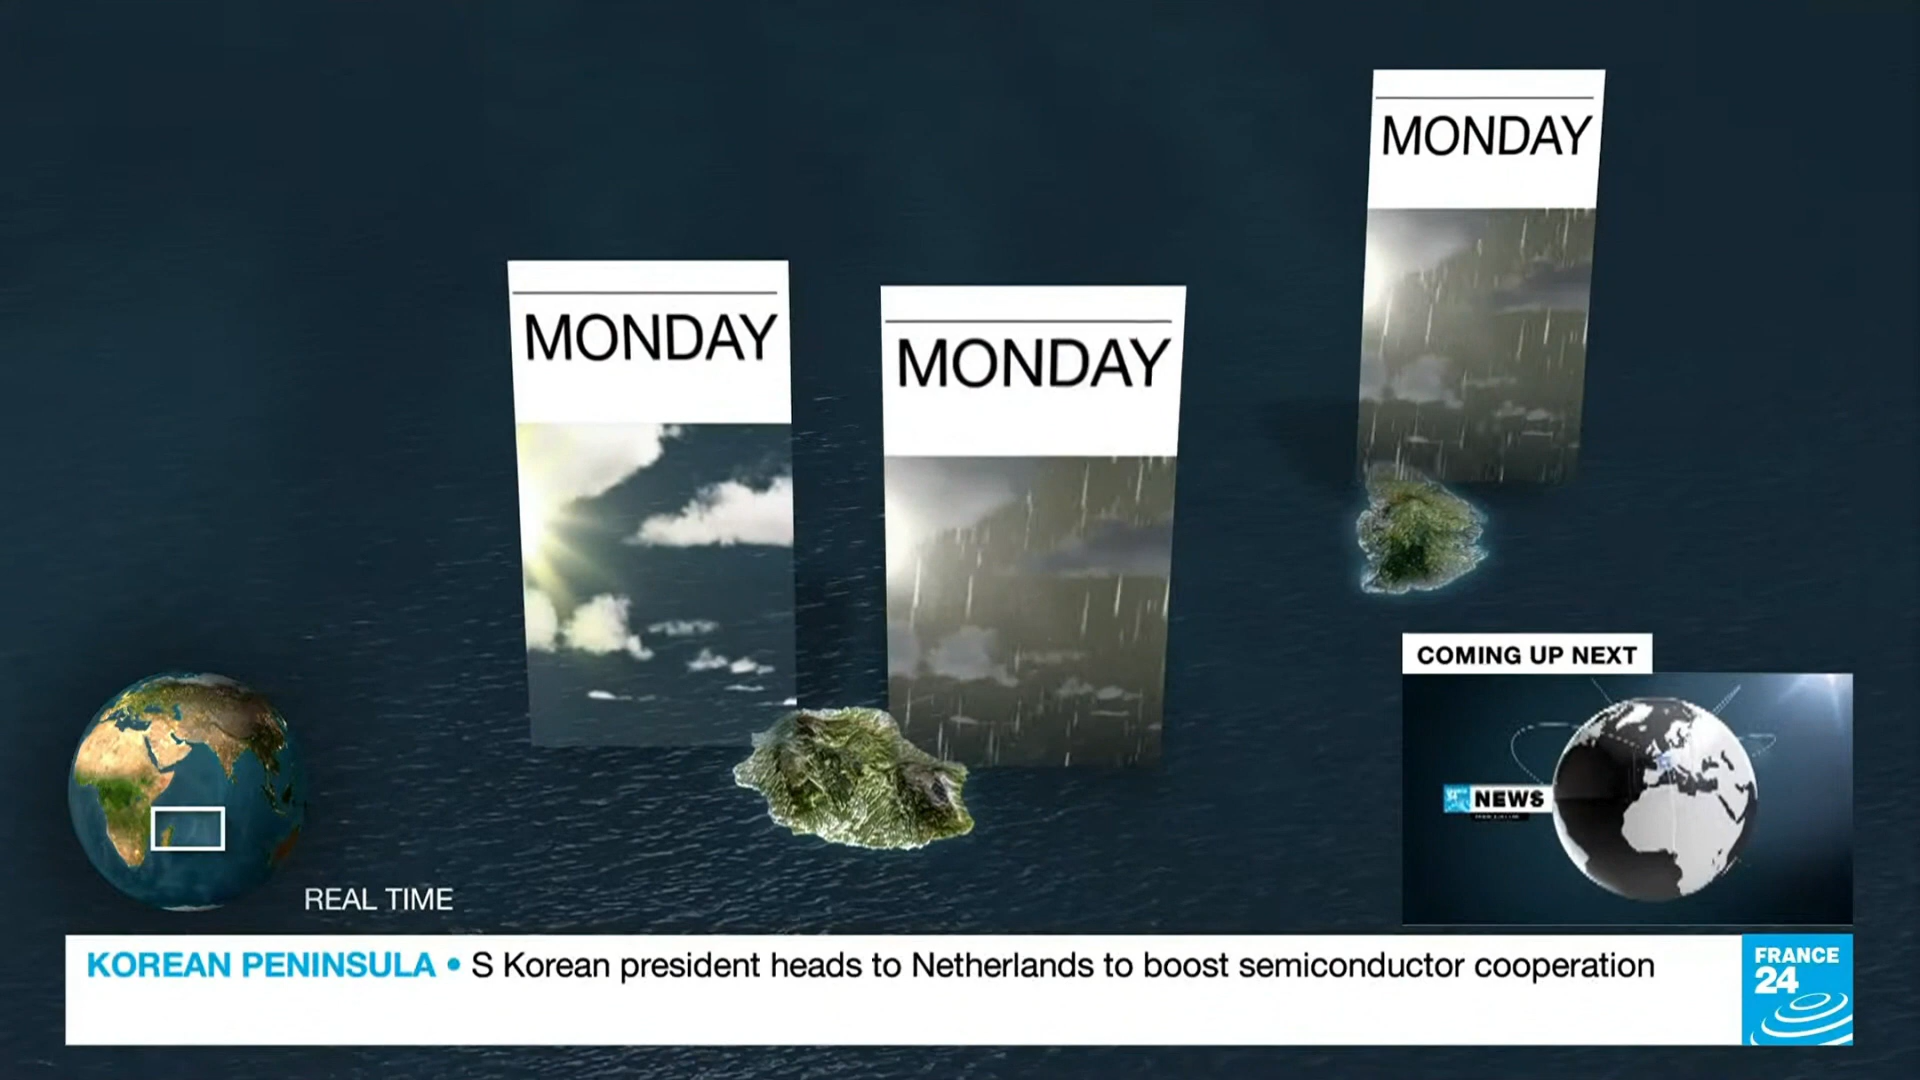 MONDAY
MONDAY
MONDAY
COMING UP NEXT
24
NEWS
REAL TIME
KOREAN PENINSULA • S Korean president heads to Netherlands to boost semiconductor cooperation
FRANCE
24